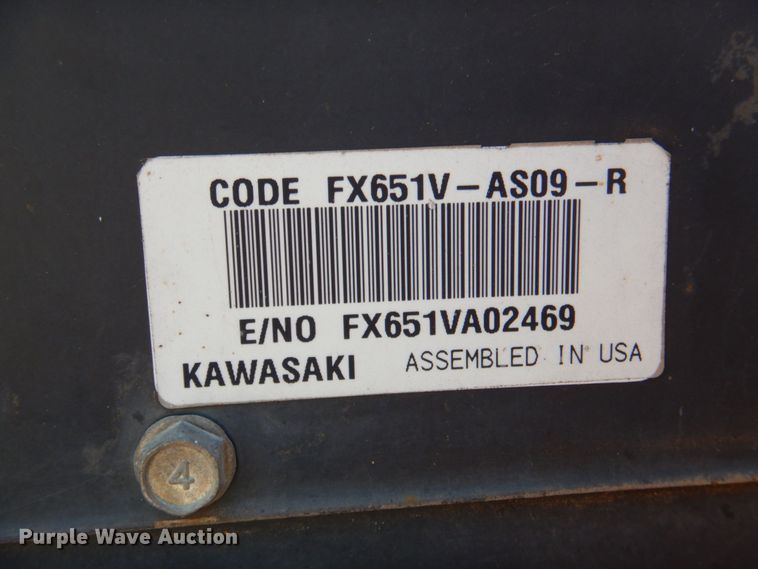 CODE FX651V-AS09-R
E/NO FX651VA02469
KAWASAKI ASSEMBLED IN USA
4
Purple Wave Auction